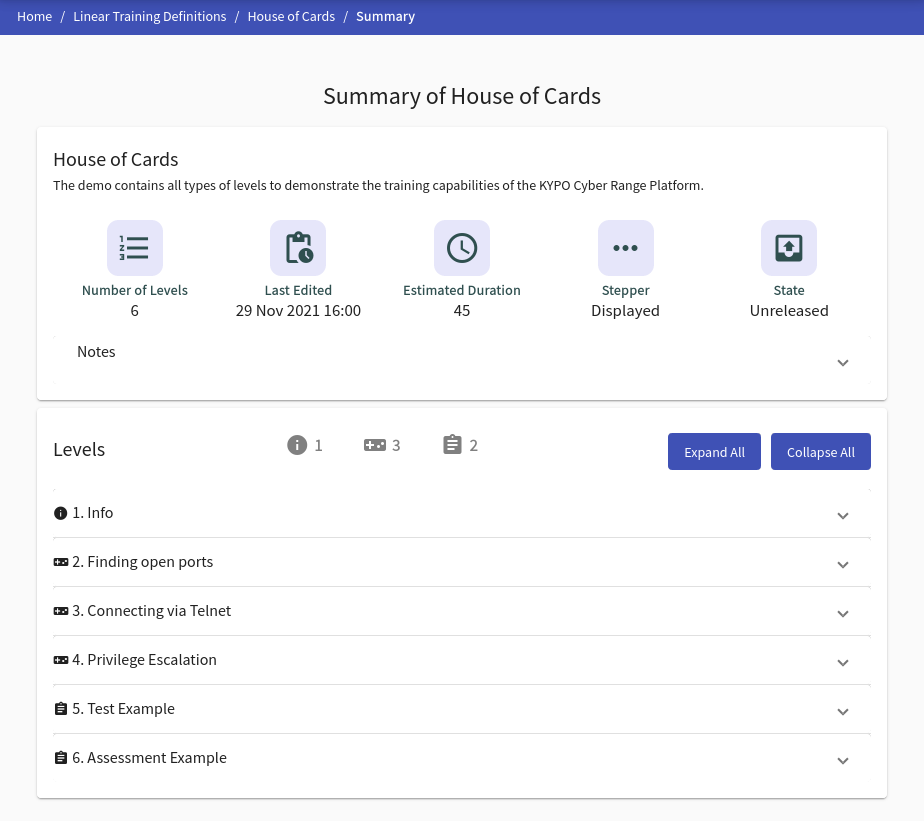 Home / Linear Training Definitions / House of Cards / Summary
Summary of House of Cards
House of Cards
The demo contains all types of levels to demonstrate the training capabilities of the KYPO Cyber Range Platform.
Number of Levels Last Edited Estimated Duration Stepper State
6 29 Nov 2021 16:00 45 Displayed Unreleased
Notes
Levels 1 3 2 Expand All Collapse All
1. Info
2. Finding open ports
3. Connecting via Telnet
4. Privilege Escalation
5. Test Example
6. Assessment Example